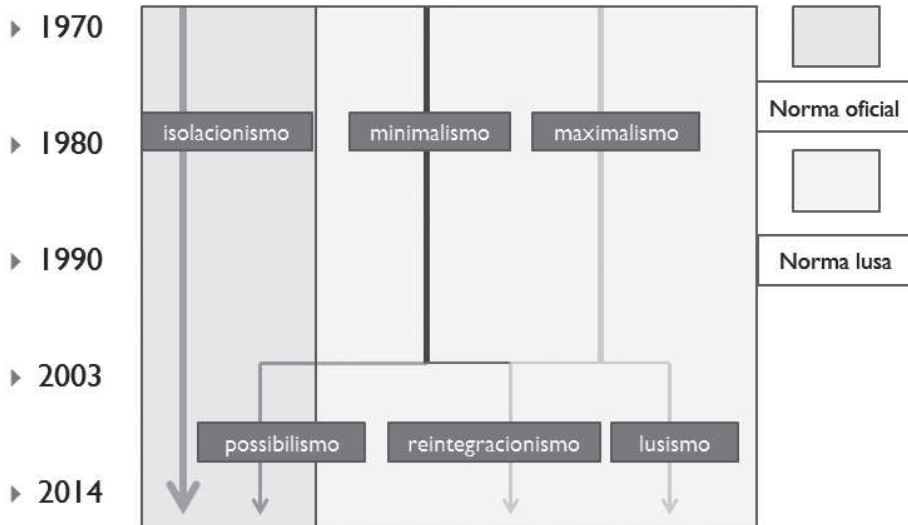 1970
Norma oficial
isolacionismo
minimalismo
maximalismo
1980
1990
Norma lusa
2003
possibilismo
reintegracionismo
lusismo
2014